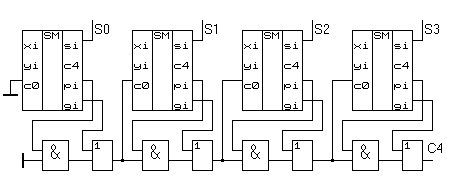 S0 S1 S2 S3
SM SM SM SM
xi si xi si xi si xi si
yi c4 yi c4 yi c4 yi c4
c0 pi c0 pi c0 pi c0 pi
gi gi gi gi
& 1 & 1 & 1 & 1 C4